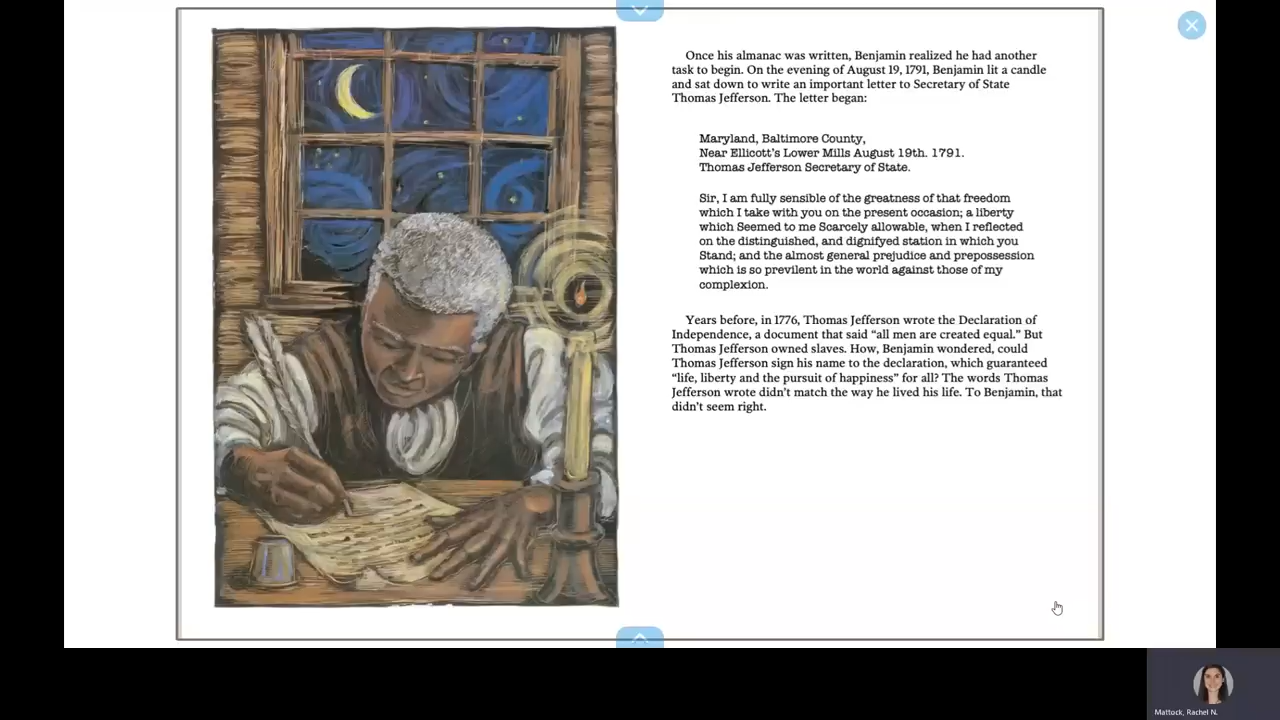 Once his almanac was written, Benjamin realized he had another
task to begin. On the evening of August 19, 1791, Benjamin lit a candle
and sat down to write an important letter to Secretary of State
Thomas Jefferson. The letter began:
Maryland, Baltimore County,
Near Ellicott's Lower Mills August 19th. 1791.
Thomas Jefferson Secretary of State.
Sir, I am fully sensible of the greatness of that freedom
which I take with you on the present occasion; a liberty
which Seemed to me Scarcely allowable, when I reflected
on the distinguished, and dignifyed station in which you
Stand; and the almost general prejudice and prepossession
which is so previlent in the world against those of my
complexion.
Years before, in 1776, Thomas Jefferson wrote the Declaration of
Independence, a document that said “all men are created equal.” But
Thomas Jefferson owned slaves. How, Benjamin wondered, could
Thomas Jefferson sign his name to the declaration, which guaranteed
“life, liberty and the pursuit of happiness” for all? The words Thomas
Jefferson wrote didn't match the way he lived his life. To Benjamin, that
didn't seem right.
Mattock, Rachel N.